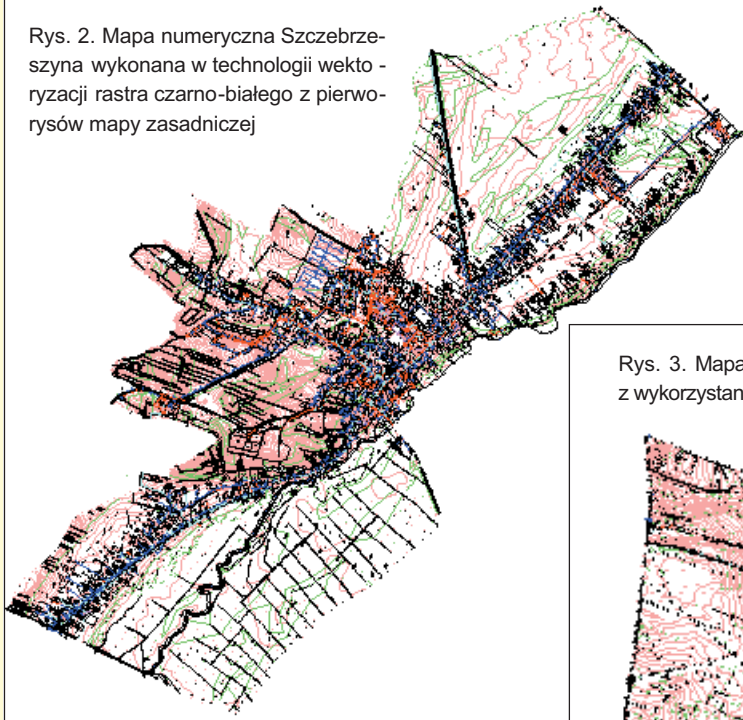 Rys. 2. Mapa numeryczna Szczebrze-
szyna wykonana w technologii wekto -
ryzacji rastra czarno-białego z pierwo-
rysów mapy zasadniczej
Rys. 3. Mapa
z wykorzystan